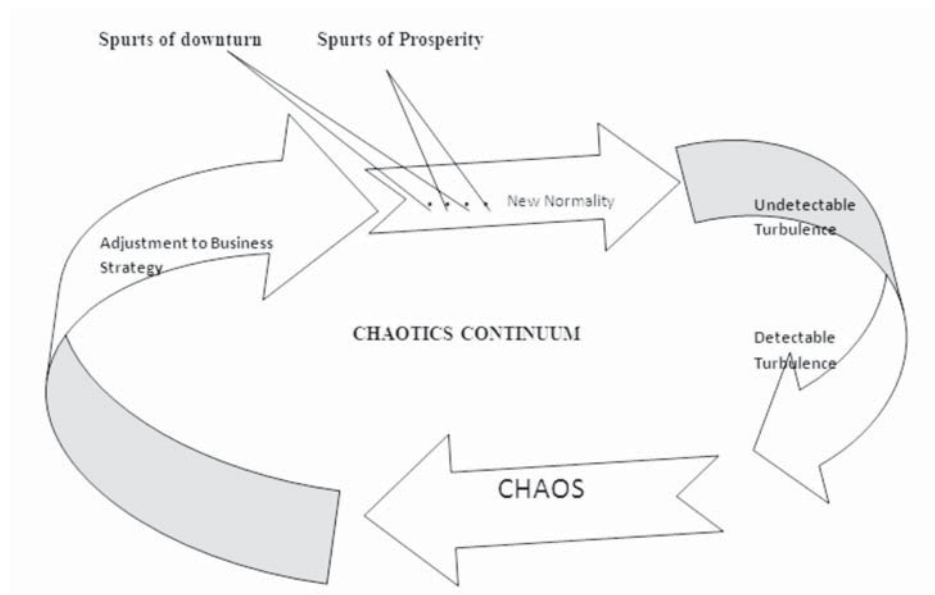 Spurts of downturn
Spurts of Prosperity
New Normality
Undetectable
Turbulence
Adjustment to Business
Strategy
CHAOTICS CONTINUUM
Detectable
Turbulence
CHAOS